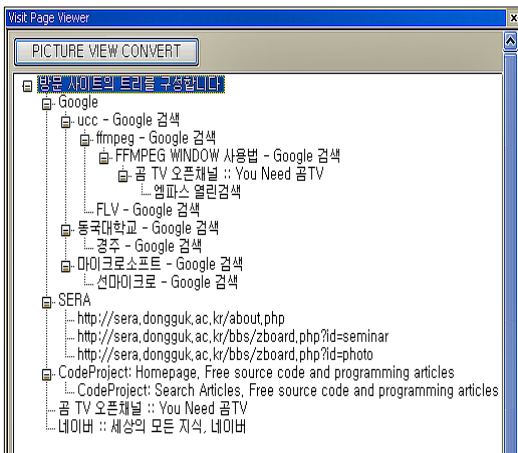 Visit Page Viewer
PICTURE VIEW CONVERT
방문 사이트의 트리를 구성합니다
Google
ucc - Google 검색
ffmpeg - Google 검색
FFMPEG WINDOW 사용법 - Google 검색
곰 TV 오픈채널 :: You Need 곰TV
엠파스 열린검색
FLV - Google 검색
동국대학교 - Google 검색
경주 - Google 검색
마이크로소프트 - Google 검색
선마이크로 - Google 검색
SERA
http://sera.dongguk.ac.kr/about.php
http://sera.dongguk.ac.kr/bbs/zboard.php?id=seminar
http://sera.dongguk.ac.kr/bbs/zboard.php?id=photo
CodeProject: Homepage. Free source code and programming articles
CodeProject: Search Articles. Free source code and programming articles
곰 TV 오픈채널 :: You Need 곰TV
네이버 :: 세상의 모든 지식, 네이버